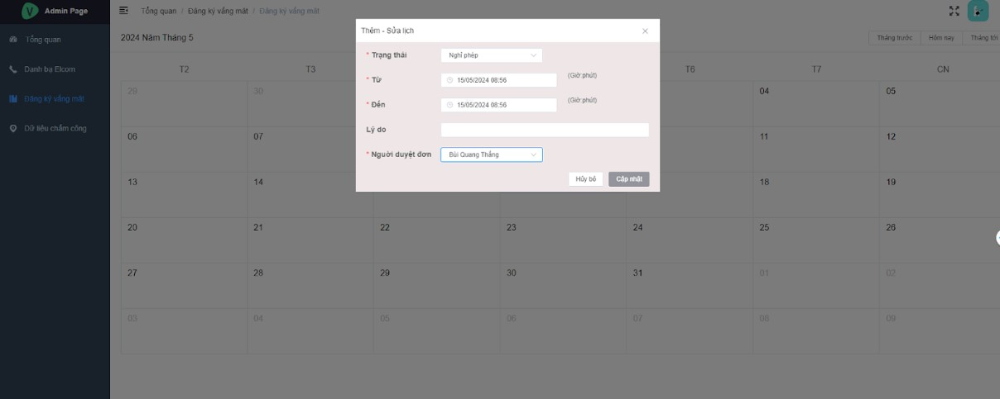 Admin Page
Tổng quan / Đăng ký vắng mặt / Đăng ký vắng mặt
Tổng quan
Danh bạ Elcom
Đăng ký vắng mặt
Dữ liệu chấm công
2024 Năm Tháng 5
Tháng trước Hôm nay Tháng tới
Thêm - Sửa lịch
* Trạng thái Nghỉ phép
* Từ 15/05/2024 08:56 (Giờ:phút)
* Đến 15/05/2024 08:56 (Giờ:phút)
Lý do
* Người duyệt đơn Bùi Quang Thắng
Hủy bỏ Cập nhật
T2 T3 T6 T7 CN
29 30 04 05
06 07 11 12
13 14 18 19
20 21 22 23 24 25 26
27 28 29 30 31 01 02
03 04 05 06 07 08 09